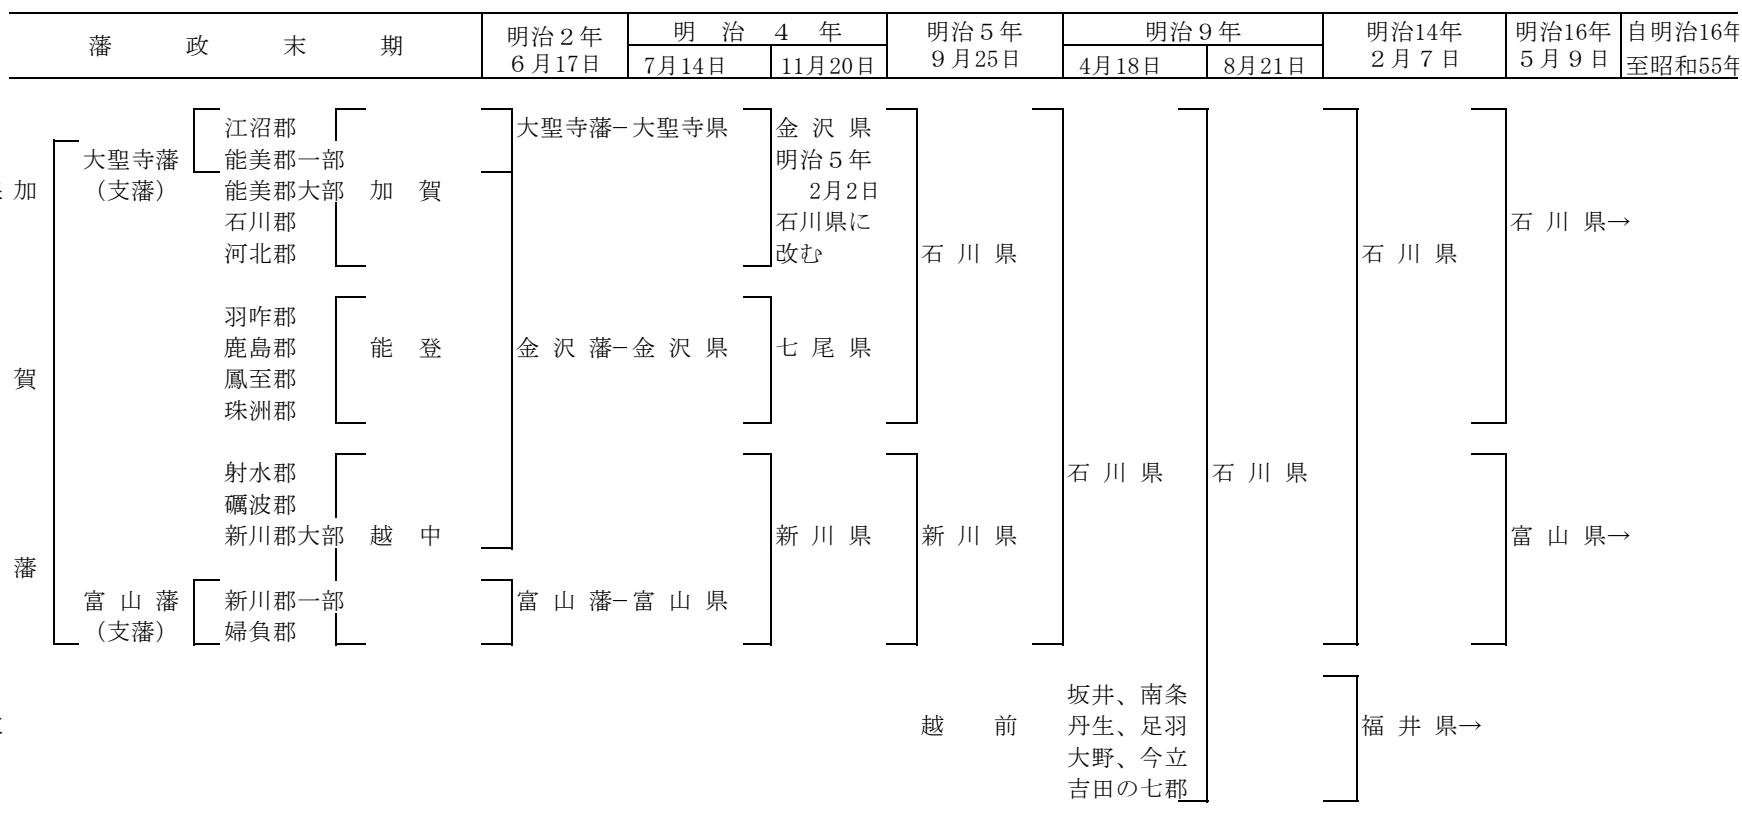 藩 政 末 期 明治２年 明 治 ４ 年 明治５年 明治９年 明治14年 明治16年 自明治16年
６月17日 7月14日 11月20日 ９月25日 4月18日 8月21日 ２月７日 ５月９日 至昭和55年
江沼郡 大聖寺藩－大聖寺県 金 沢 県
大聖寺藩 能美郡一部 明治５年
加 （支藩） 能美郡大部 加 賀 2月2日
石川郡 石川県に 石 川 県→
河北郡 改む 石 川 県 石 川 県
羽咋郡
鹿島郡 能 登 金 沢 藩－金 沢 県 七 尾 県
賀 鳳至郡
珠洲郡
射水郡 石 川 県 石 川 県
礪波郡
新川郡大部 越 中 新 川 県 新 川 県 富 山 県→
藩
富 山 藩 新川郡一部 富 山 藩－富 山 県
（支藩） 婦負郡
坂井、南条
越 前 丹生、足羽 福 井 県→
大野、今立
吉田の七郡